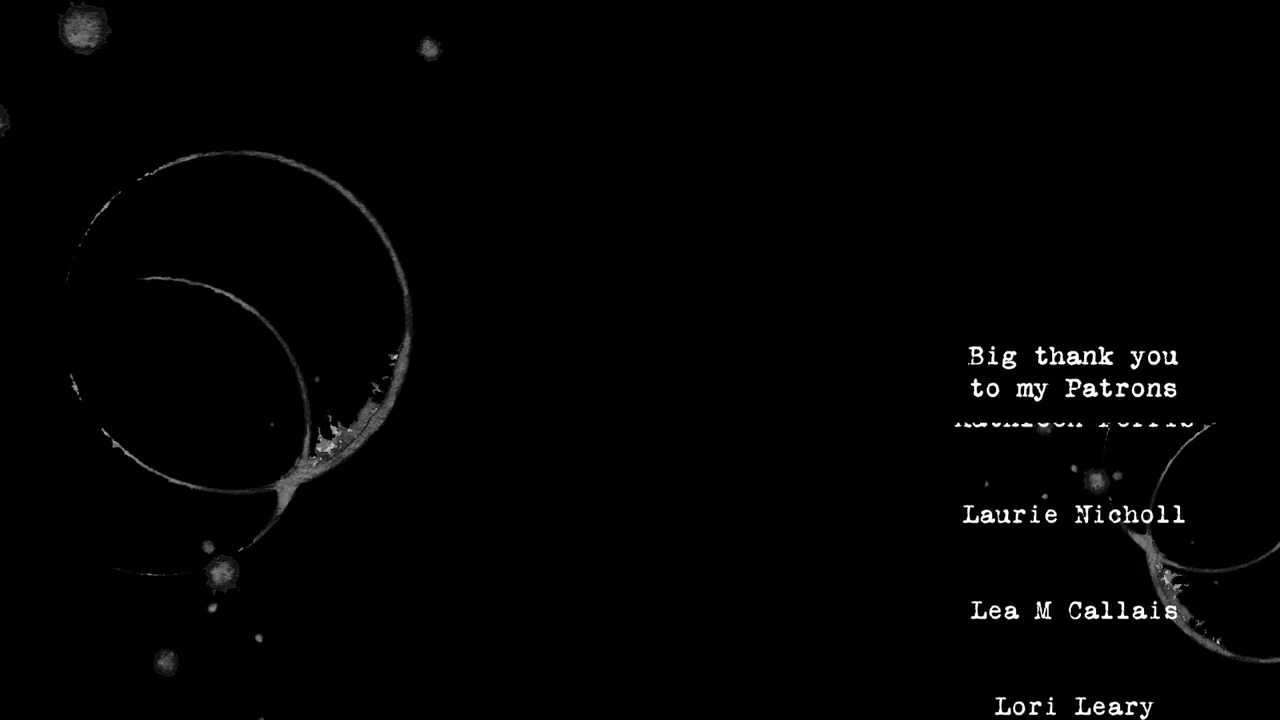 Big thank you
to my Patrons
Laurie Nicholl
Lea M Callais
Lori Leary